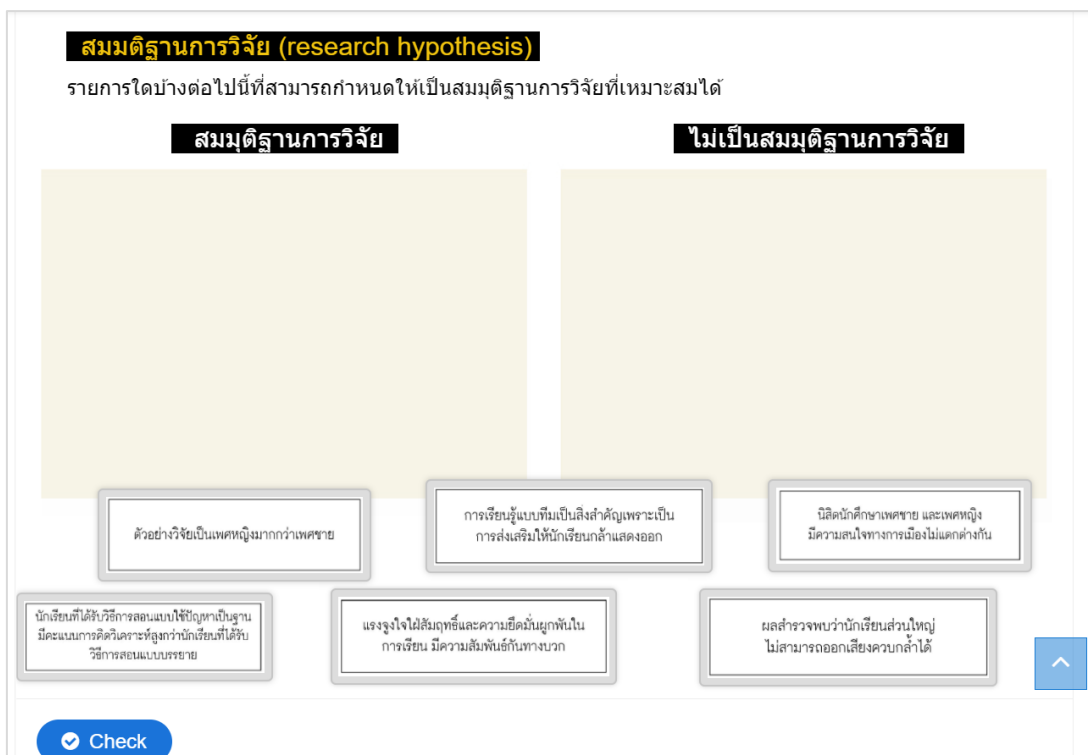 สมมติฐานการวิจัย (research hypothesis)
รายการใดบ้างต่อไปนี้ที่สามารถกำหนดให้เป็นสมมุติฐานการวิจัยที่เหมาะสมได้
สมมุติฐานการวิจัย
ไม่เป็นสมมุติฐานการวิจัย
ตัวอย่างวิจัยเป็นเพศหญิงมากกว่าเพศชาย
การเรียนรู้แบบทีมเป็นสิ่งสำคัญเพราะเป็น
การส่งเสริมให้นักเรียนกล้าแสดงออก
นิสิตนักศึกษาเพศชาย และเพศหญิง
มีความสนใจทางการเมืองไม่แตกต่างกัน
นักเรียนที่ได้รับวิธีการสอนแบบใช้ปัญหาเป็นฐาน
มีคะแนนการคิดวิเคราะห์สูงกว่านักเรียนที่ได้รับ
วิธีการสอนแบบบรรยาย
แรงจูงใจใฝ่สัมฤทธิ์และความยึดมั่นผูกพันใน
การเรียน มีความสัมพันธ์กันทางบวก
ผลสำรวจพบว่านักเรียนส่วนใหญ่
ไม่สามารถออกเสียงควบกล้ำได้
Check